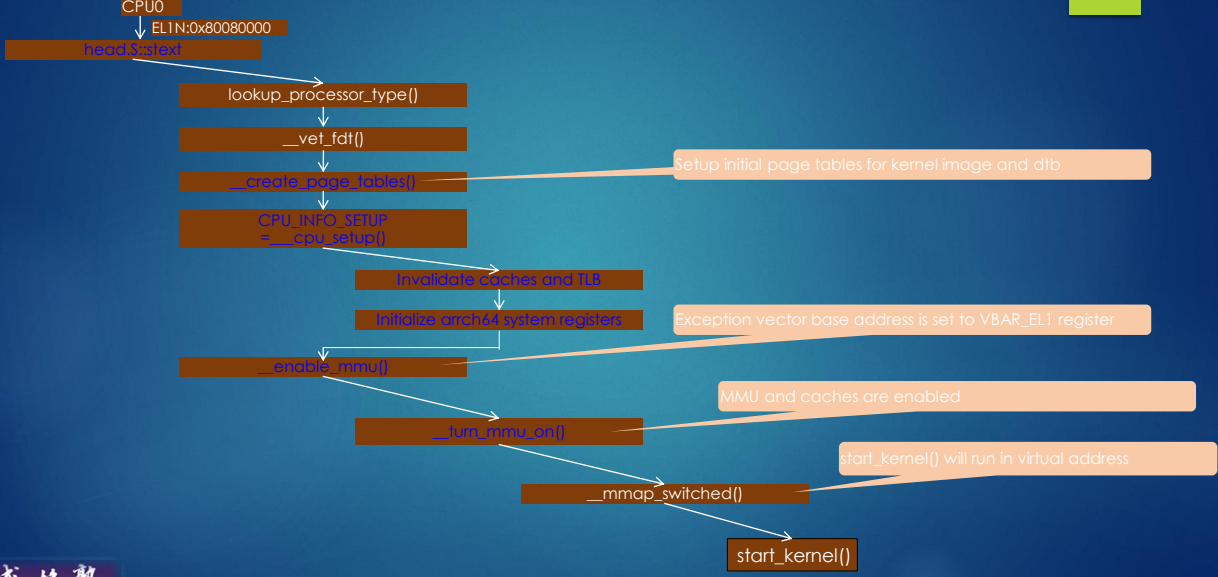 CPU0
EL1N:0x80080000
head.S::stext
lookup_processor_type()
__vet_fdt()
Setup initial page tables for kernel image and dtb
__create_page_tables()
CPU_INFO_SETUP
=___cpu_setup()
Invalidate caches and TLB
Initialize arrch64 system registers
Exception vector base address is set to VBAR_EL1 register
__enable_mmu()
MMU and caches are enabled
__turn_mmu_on()
start_kernel() will run in virtual address
__mmap_switched()
start_kernel()